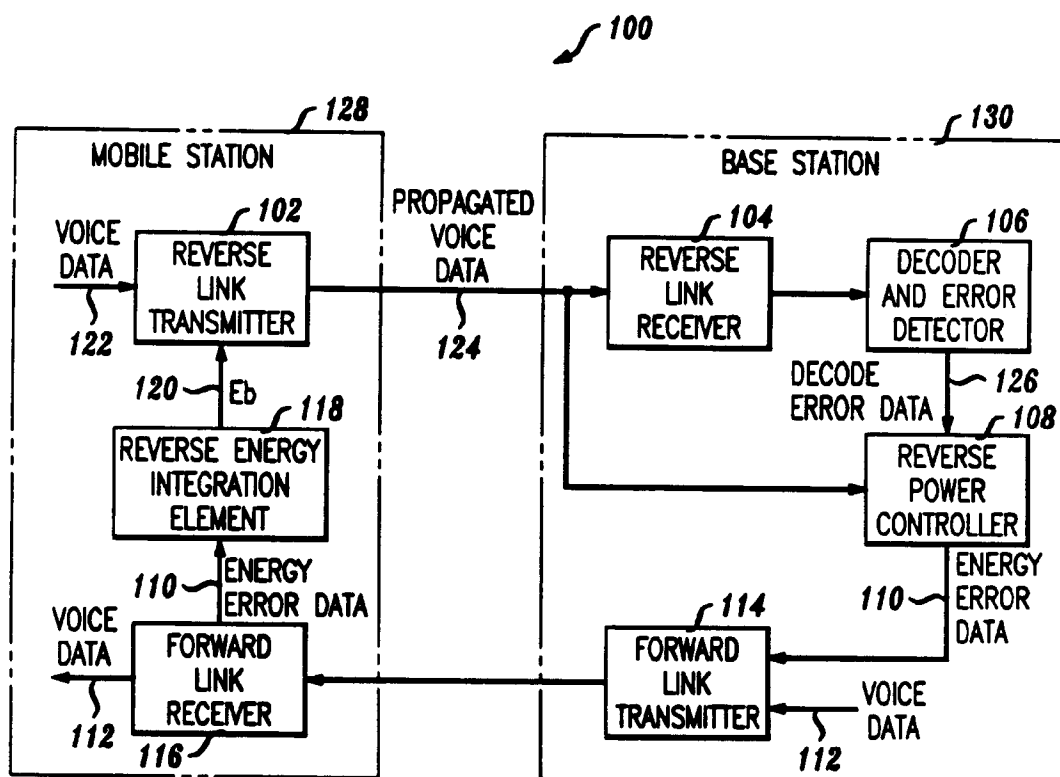 100
128
MOBILE STATION
130
BASE STATION
VOICE
DATA
122
102
REVERSE
LINK
TRANSMITTER
PROPAGATED
VOICE
DATA
124
104
REVERSE
LINK
RECEIVER
106
DECODER
AND ERROR
DETECTOR
120
Eb
118
REVERSE ENERGY
INTEGRATION
ELEMENT
DECODE
ERROR DATA
126
108
REVERSE
POWER
CONTROLLER
110
ENERGY
ERROR DATA
110
ENERGY
ERROR
DATA
VOICE
DATA
112
FORWARD
LINK
RECEIVER
116
114
FORWARD
LINK
TRANSMITTER
VOICE
DATA
112